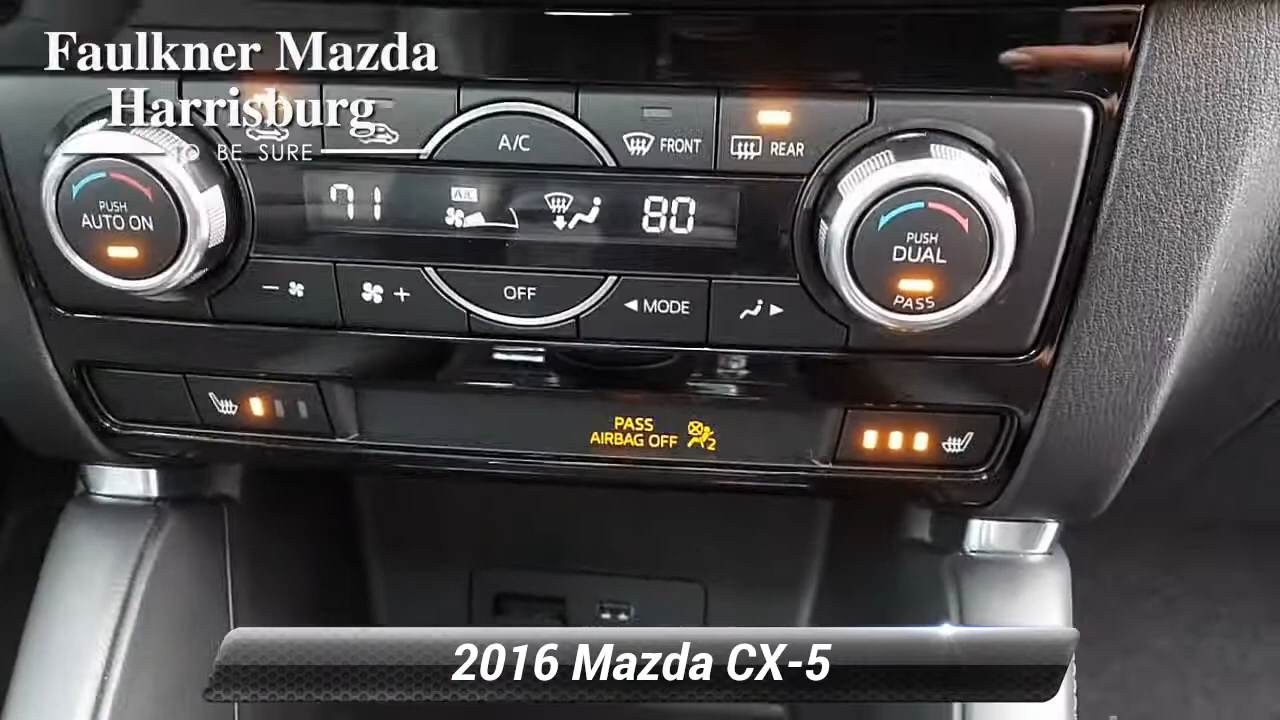 Faulkner Mazda
Harrisburg
TO BE SURE
A/C
FRONT
REAR
71
A/C
80
PUSH
AUTO ON
PUSH
DUAL
PASS
−
+
OFF
MODE
PASS
AIRBAG OFF
2
2016 Mazda CX-5